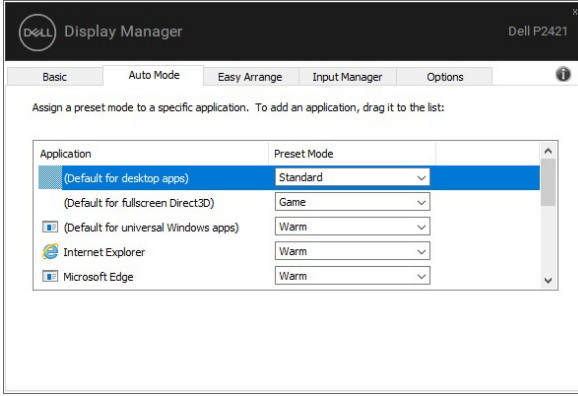 DELL Display Manager Dell P2421
Basic Auto Mode Easy Arrange Input Manager Options
Assign a preset mode to a specific application. To add an application, drag it to the list:
Application Preset Mode
(Default for desktop apps) Standard
(Default for fullscreen Direct3D) Game
(Default for universal Windows apps) Warm
Internet Explorer Warm
Microsoft Edge Warm